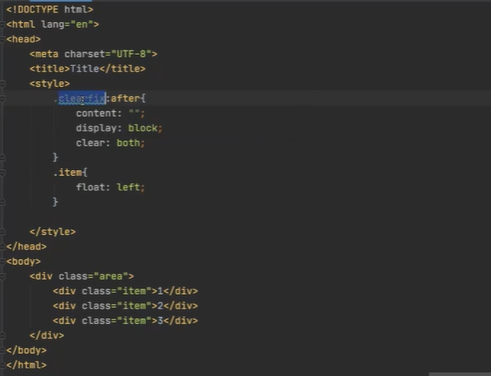 <!DOCTYPE html>
<html lang="en">
<head>
    <meta charset="UTF-8">
    <title>Title</title>
    <style>
        .clearfix:after{
            content: "";
            display: block;
            clear: both;
        }
        .item{
            float: left;
        }

    </style>
</head>
<body>
    <div class="area">
        <div class="item">1</div>
        <div class="item">2</div>
        <div class="item">3</div>
    </div>
</body>
</html>